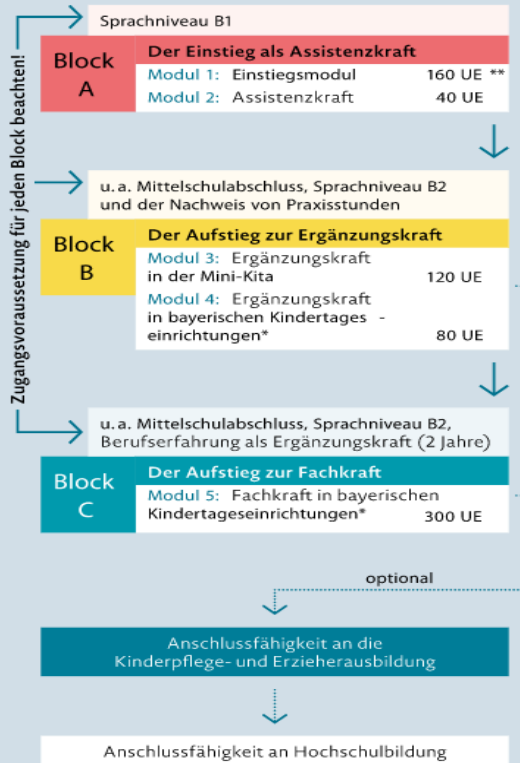 Zugangsvoraussetzung für jeden Block beachten!
Sprachniveau B1
Block
A
Der Einstieg als Assistenzkraft
Modul 1: Einstiegsmodul 160 UE **
Modul 2: Assistenzkraft 40 UE
u. a. Mittelschulabschluss, Sprachniveau B2
und der Nachweis von Praxisstunden
Block
B
Der Aufstieg zur Ergänzungskraft
Modul 3: Ergänzungskraft
in der Mini-Kita 120 UE
Modul 4: Ergänzungskraft
in bayerischen Kindertages -
einrichtungen* 80 UE
u. a. Mittelschulabschluss, Sprachniveau B2,
Berufserfahrung als Ergänzungskraft (2 Jahre)
Block
C
Der Aufstieg zur Fachkraft
Modul 5: Fachkraft in bayerischen
Kindertageseinrichtungen* 300 UE
optional
Anschlussfähigkeit an die
Kinderpflege- und Erzieherausbildung
Anschlussfähigkeit an Hochschulbildung